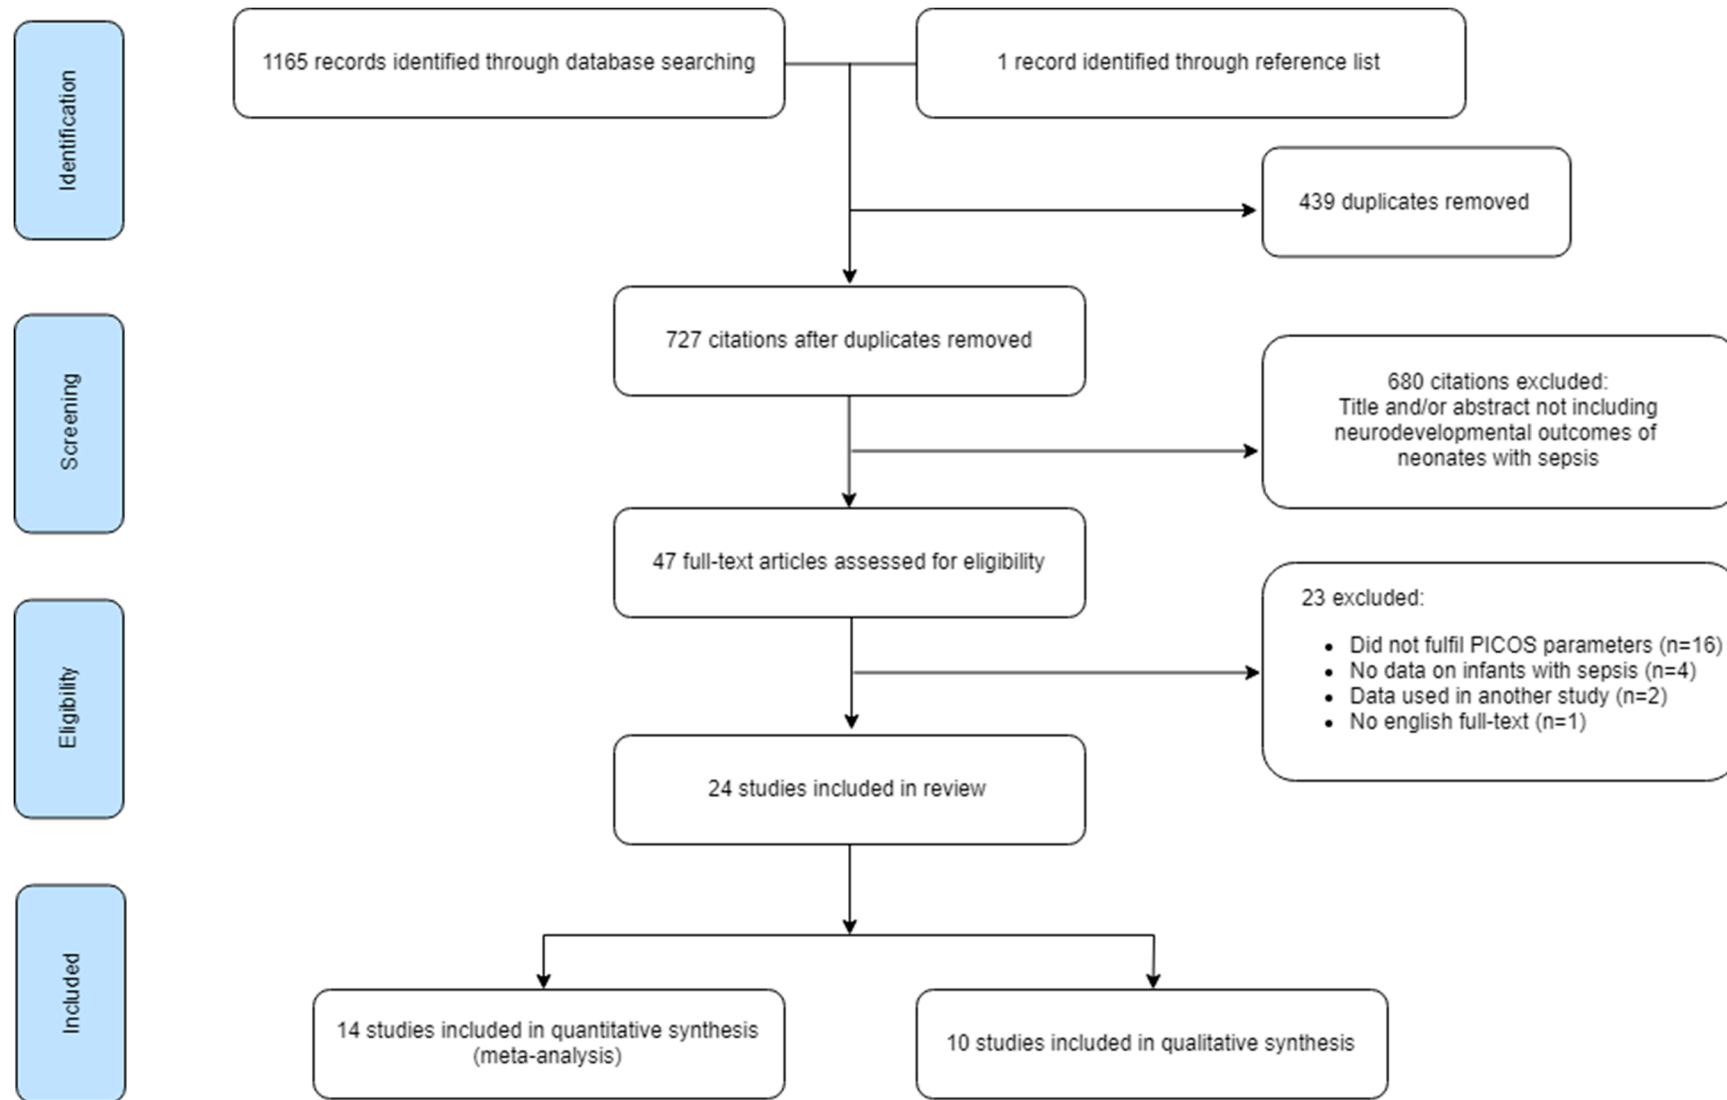 Identification
1165 records identified through database searching
1 record identified through reference list
439 duplicates removed
Screening
727 citations after duplicates removed
680 citations excluded:
Title and/or abstract not including
neurodevelopmental outcomes of
neonates with sepsis
47 full-text articles assessed for eligibility
Eligibility
23 excluded:
• Did not fulfil PICOS parameters (n=16)
• No data on infants with sepsis (n=4)
• Data used in another study (n=2)
• No english full-text (n=1)
24 studies included in review
Included
14 studies included in quantitative synthesis
(meta-analysis)
10 studies included in qualitative synthesis